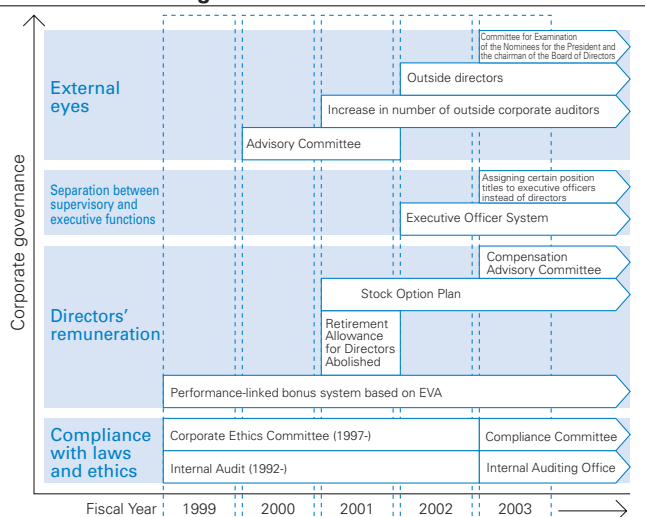 Corporate governance
External
eyes
Committee for Examination
of the Nominees for the President and
the chairman of the Board of Directors
Outside directors
Increase in number of outside corporate auditors
Advisory Committee
Separation between
supervisory and
executive functions
Assigning certain position
titles to executive officers
instead of directors
Executive Officer System
Directors'
remuneration
Compensation
Advisory Committee
Stock Option Plan
Retirement
Allowance
for Directors
Abolished
Performance-linked bonus system based on EVA
Compliance
with laws
and ethics
Corporate Ethics Committee (1997-)
Compliance Committee
Internal Audit (1992-)
Internal Auditing Office
Fiscal Year 1999 2000 2001 2002 2003